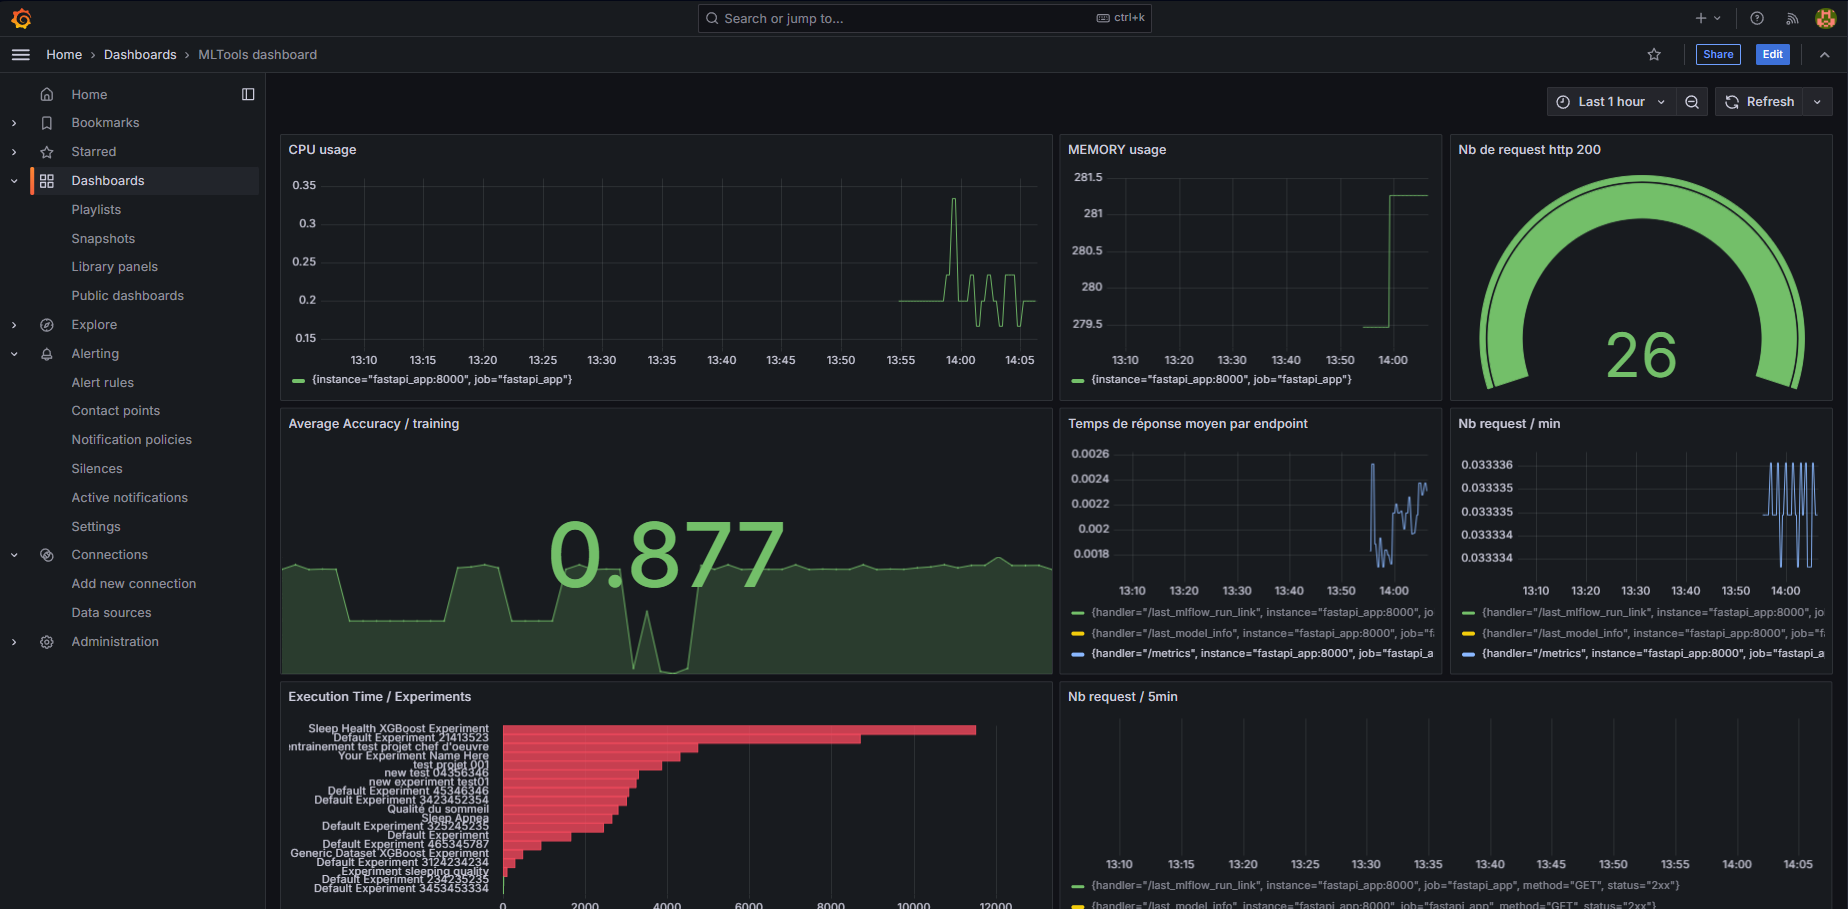 Search or jump to...
ctrl+k
Home › Dashboards › MLTools dashboard
Share
Edit
Home
Bookmarks
Starred
Dashboards
Playlists
Snapshots
Library panels
Public dashboards
Explore
Alerting
Alert rules
Contact points
Notification policies
Silences
Active notifications
Settings
Connections
Add new connection
Data sources
Administration
Last 1 hour
Refresh
CPU usage
0.35
0.3
0.25
0.2
0.15
13:10 13:15 13:20 13:25 13:30 13:35 13:40 13:45 13:50 13:55 14:00 14:05
{instance="fastapi_app:8000", job="fastapi_app"}
MEMORY usage
281.5
281
280.5
280
279.5
13:10 13:20 13:30 13:40 13:50 14:00
{instance="fastapi_app:8000", job="fastapi_app"}
Nb de request http 200
26
Average Accuracy / training
0.877
Temps de réponse moyen par endpoint
0.0026
0.0024
0.0022
0.002
0.0018
13:10 13:20 13:30 13:40 13:50 14:00
{handler="/last_mlflow_run_link", instance="fastapi_app:8000", jo
{handler="/last_model_info", instance="fastapi_app:8000", job="fa
{handler="/metrics", instance="fastapi_app:8000", job="fastapi_a
Nb request / min
0.033336
0.033335
0.033335
0.033334
0.033334
13:10 13:20 13:30 13:40 13:50 14:00
{handler="/last_mlflow_run_link", instance="fastapi_app:8000", jo
{handler="/last_model_info", instance="fastapi_app:8000", job="fa
{handler="/metrics", instance="fastapi_app:8000", job="fastapi_a
Execution Time / Experiments
Sleep Health XGBoost Experiment
Default Experiment 21413523
entrainement test projet chef d'oeuvre
Your Experiment Name Here
test projet 001
new test 04356346
new experiment test01
Default Experiment 45346346
Default Experiment 3423452354
Qualité du sommeil
Sleep Apnea
Default Experiment 325245235
Default Experiment
Default Experiment 465345787
Generic Dataset XGBoost Experiment
Default Experiment 3124234234
Experiment sleeping quality
Default Experiment 234235235
Default Experiment 3453453334
0 2000 4000 6000 8000 10000 12000
Nb request / 5min
13:10 13:15 13:20 13:25 13:30 13:35 13:40 13:45 13:50 13:55 14:00 14:05
{handler="/last_mlflow_run_link", instance="fastapi_app:8000", job="fastapi_app", method="GET", status="2xx"}
{handler="/last_model_info", instance="fastapi_app:8000", job="fastapi_app", method="GET", status="2xx"}